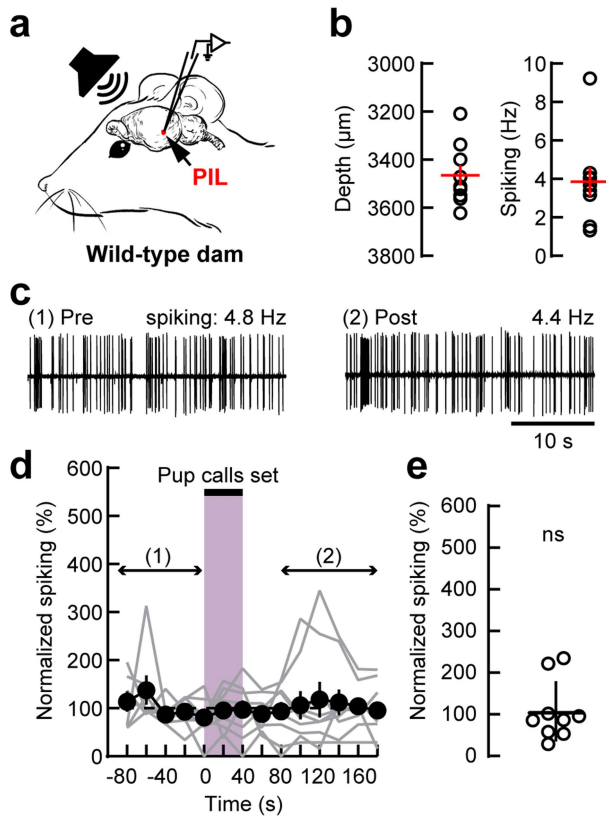 a
PIL
Wild-type dam
b
Depth (µm)
3000
3200
3400
3600
3800
Spiking (Hz)
10
8
6
4
2
0
c
(1) Pre spiking: 4.8 Hz
(2) Post 4.4 Hz
10 s
d
Pup calls set
Normalized spiking (%)
600
500
400
300
200
100
0
(1)
(2)
-80 -40 0 40 80 120 160
Time (s)
e
Normalized spiking (%)
600
500
400
300
200
100
0
ns